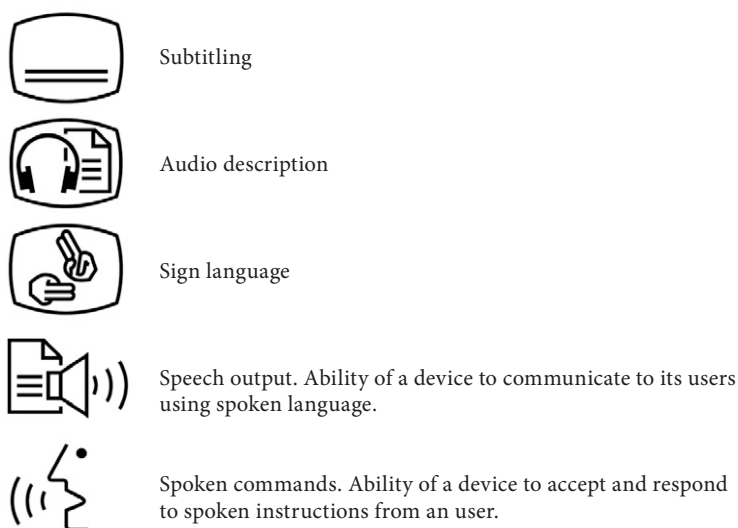 Subtitling
Audio description
Sign language
Speech output. Ability of a device to communicate to its users
using spoken language.
Spoken commands. Ability of a device to accept and respond
to spoken instructions from an user.